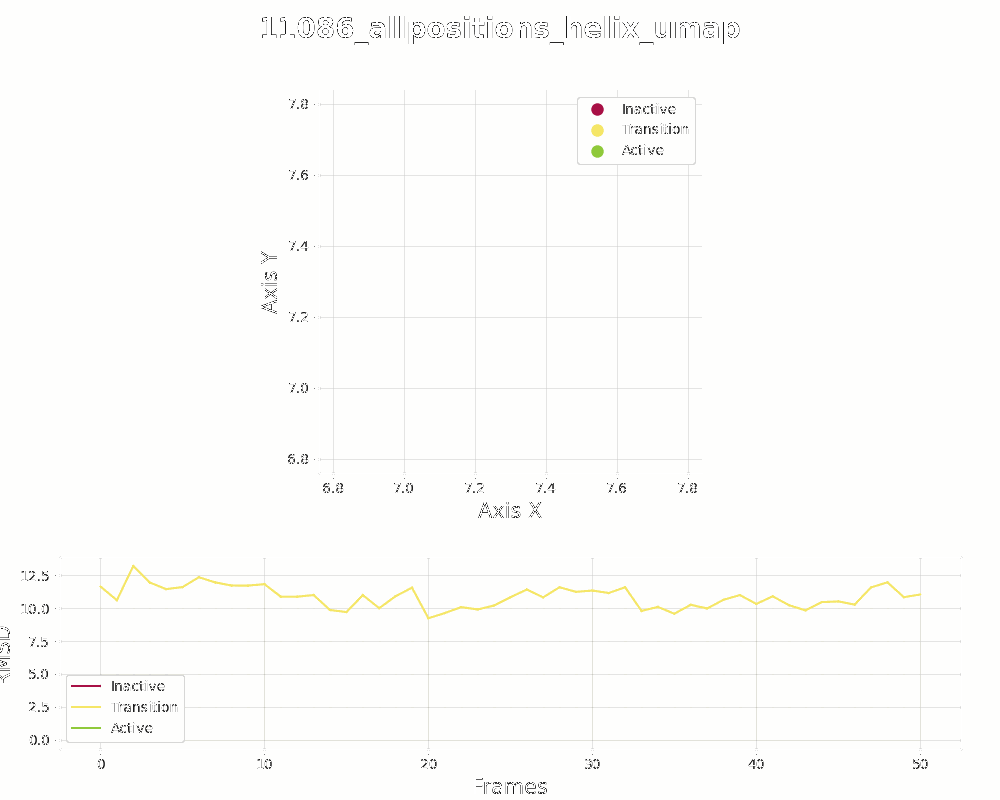 11086_allpositions_helix_umap
Inactive
Transition
Active
7.8
7.6
7.4
7.2
7.0
6.8
Axis Y
6.8 7.0 7.2 7.4 7.6 7.8
Axis X
12.5
10.0
7.5
5.0
2.5
0.0
RMSD
Inactive
Transition
Active
0 10 20 30 40 50
Frames